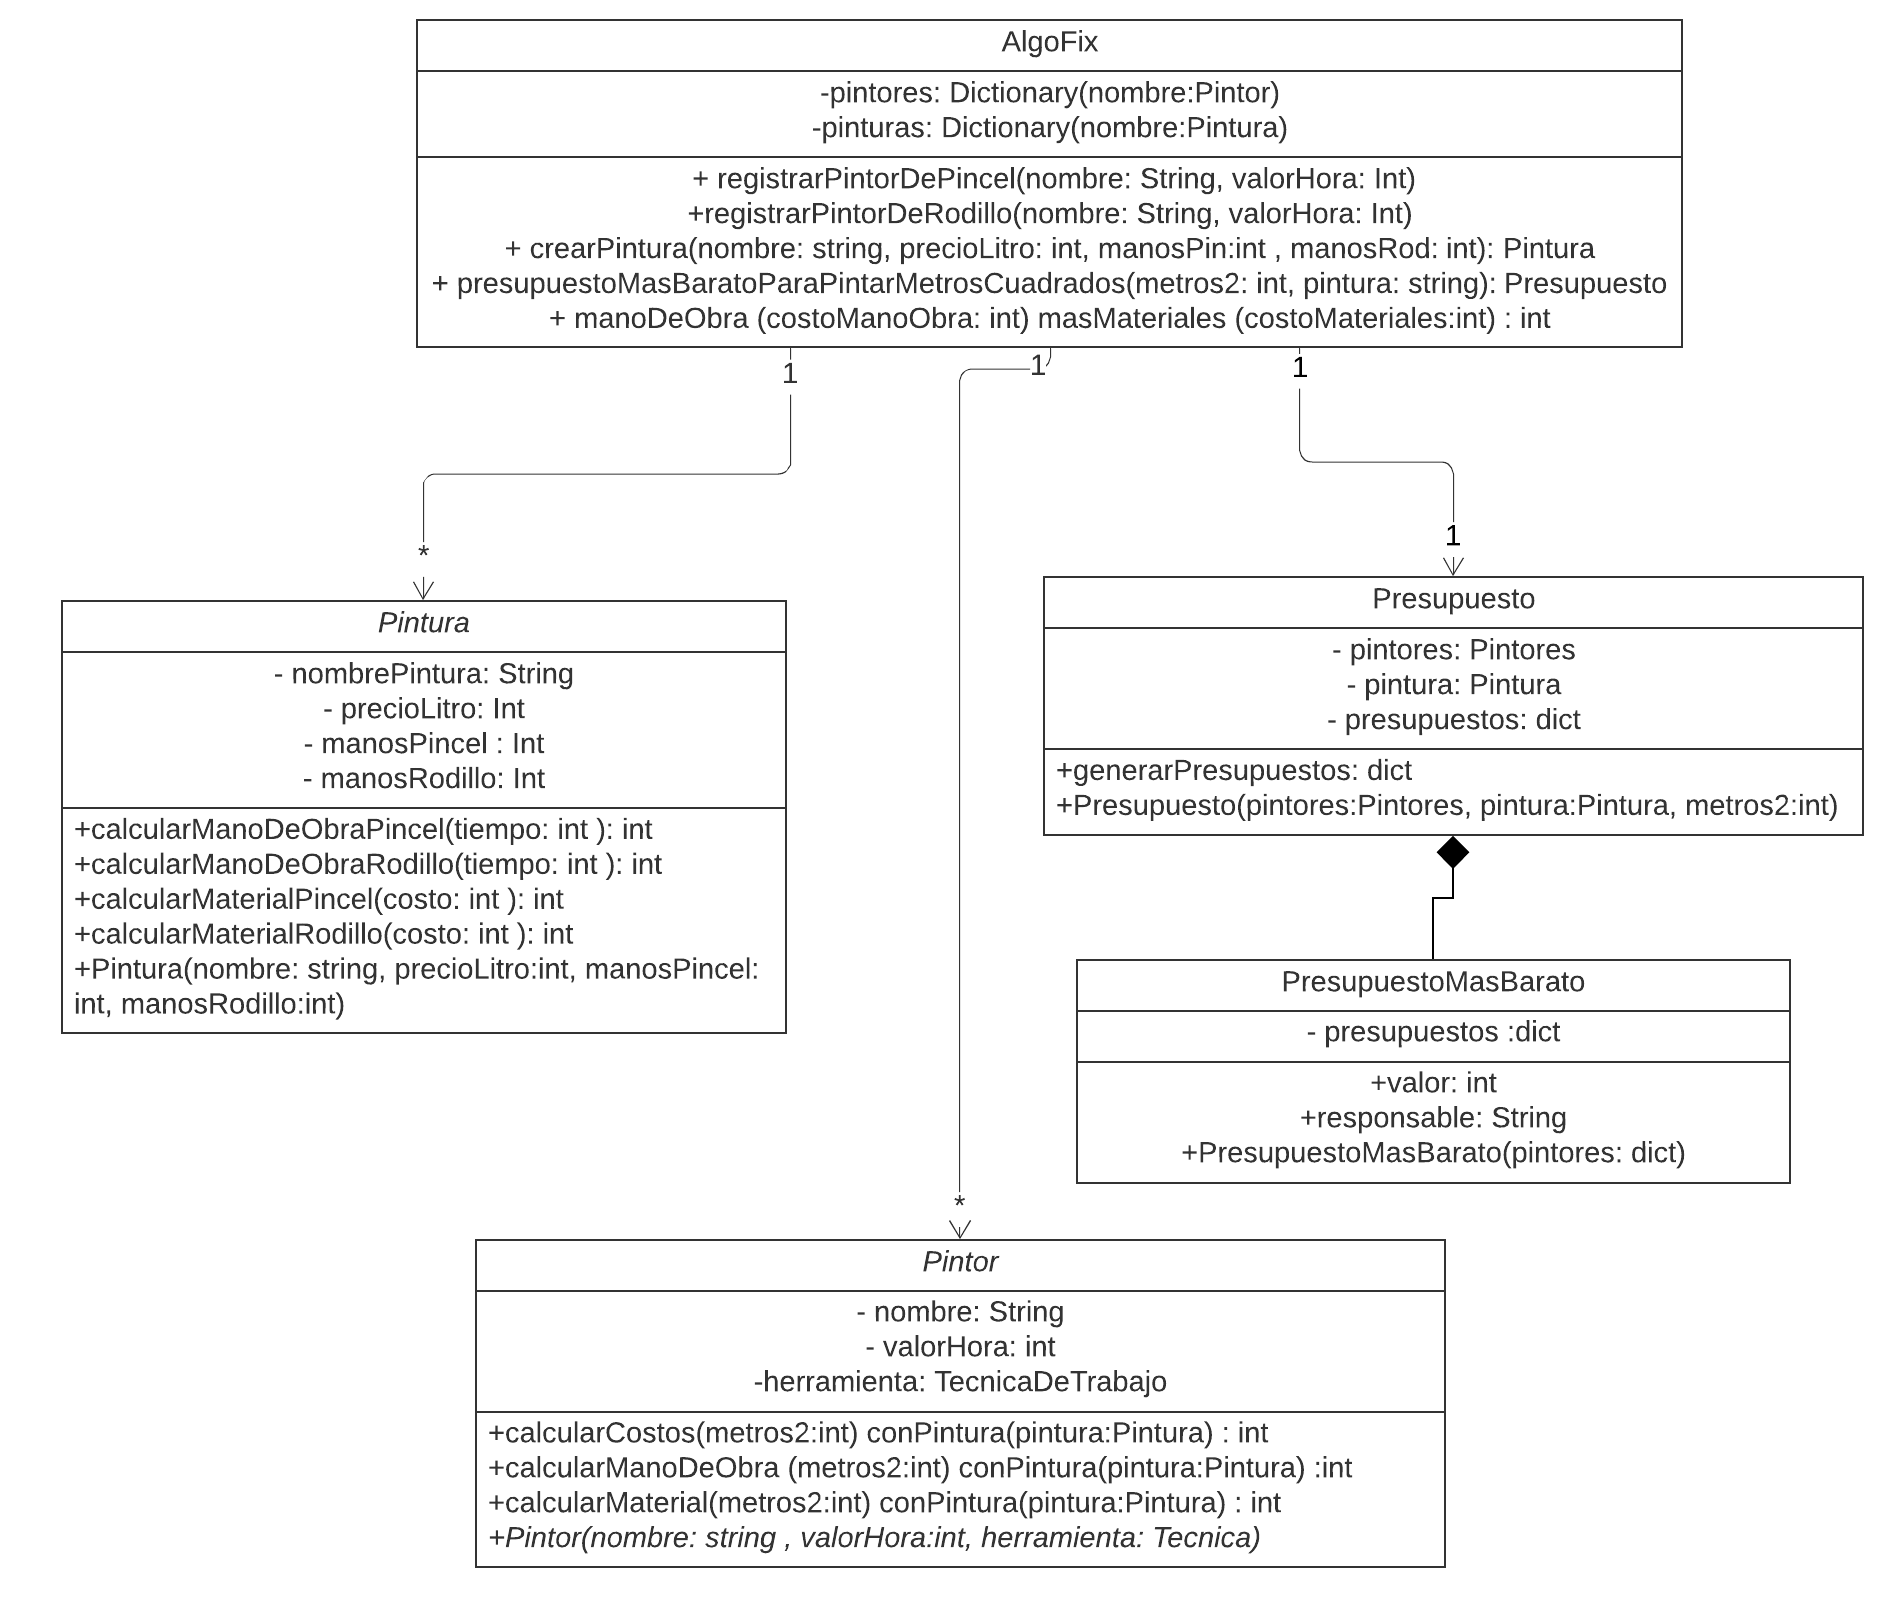 AlgoFix
-pintores: Dictionary(nombre:Pintor)
-pinturas: Dictionary(nombre:Pintura)
+ registrarPintorDePincel(nombre: String, valorHora: Int)
+registrarPintorDeRodillo(nombre: String, valorHora: Int)
+ crearPintura(nombre: string, precioLitro: int, manosPin:int , manosRod: int): Pintura
+ presupuestoMasBaratoParaPintarMetrosCuadrados(metros2: int, pintura: string): Presupuesto
+ manoDeObra (costoManoObra: int) masMateriales (costoMateriales:int) : int
1
1
1
*
1
Pintura
- nombrePintura: String
- precioLitro: Int
- manosPincel : Int
- manosRodillo: Int
+calcularManoDeObraPincel(tiempo: int ): int
+calcularManoDeObraRodillo(tiempo: int ): int
+calcularMaterialPincel(costo: int ): int
+calcularMaterialRodillo(costo: int ): int
+Pintura(nombre: string, precioLitro:int, manosPincel:
int, manosRodillo:int)
Presupuesto
- pintores: Pintores
- pintura: Pintura
- presupuestos: dict
+generarPresupuestos: dict
+Presupuesto(pintores:Pintores, pintura:Pintura, metros2:int)
PresupuestoMasBarato
- presupuestos :dict
+valor: int
+responsable: String
+PresupuestoMasBarato(pintores: dict)
*
Pintor
- nombre: String
- valorHora: int
-herramienta: TecnicaDeTrabajo
+calcularCostos(metros2:int) conPintura(pintura:Pintura) : int
+calcularManoDeObra (metros2:int) conPintura(pintura:Pintura) :int
+calcularMaterial(metros2:int) conPintura(pintura:Pintura) : int
+Pintor(nombre: string , valorHora:int, herramienta: Tecnica)